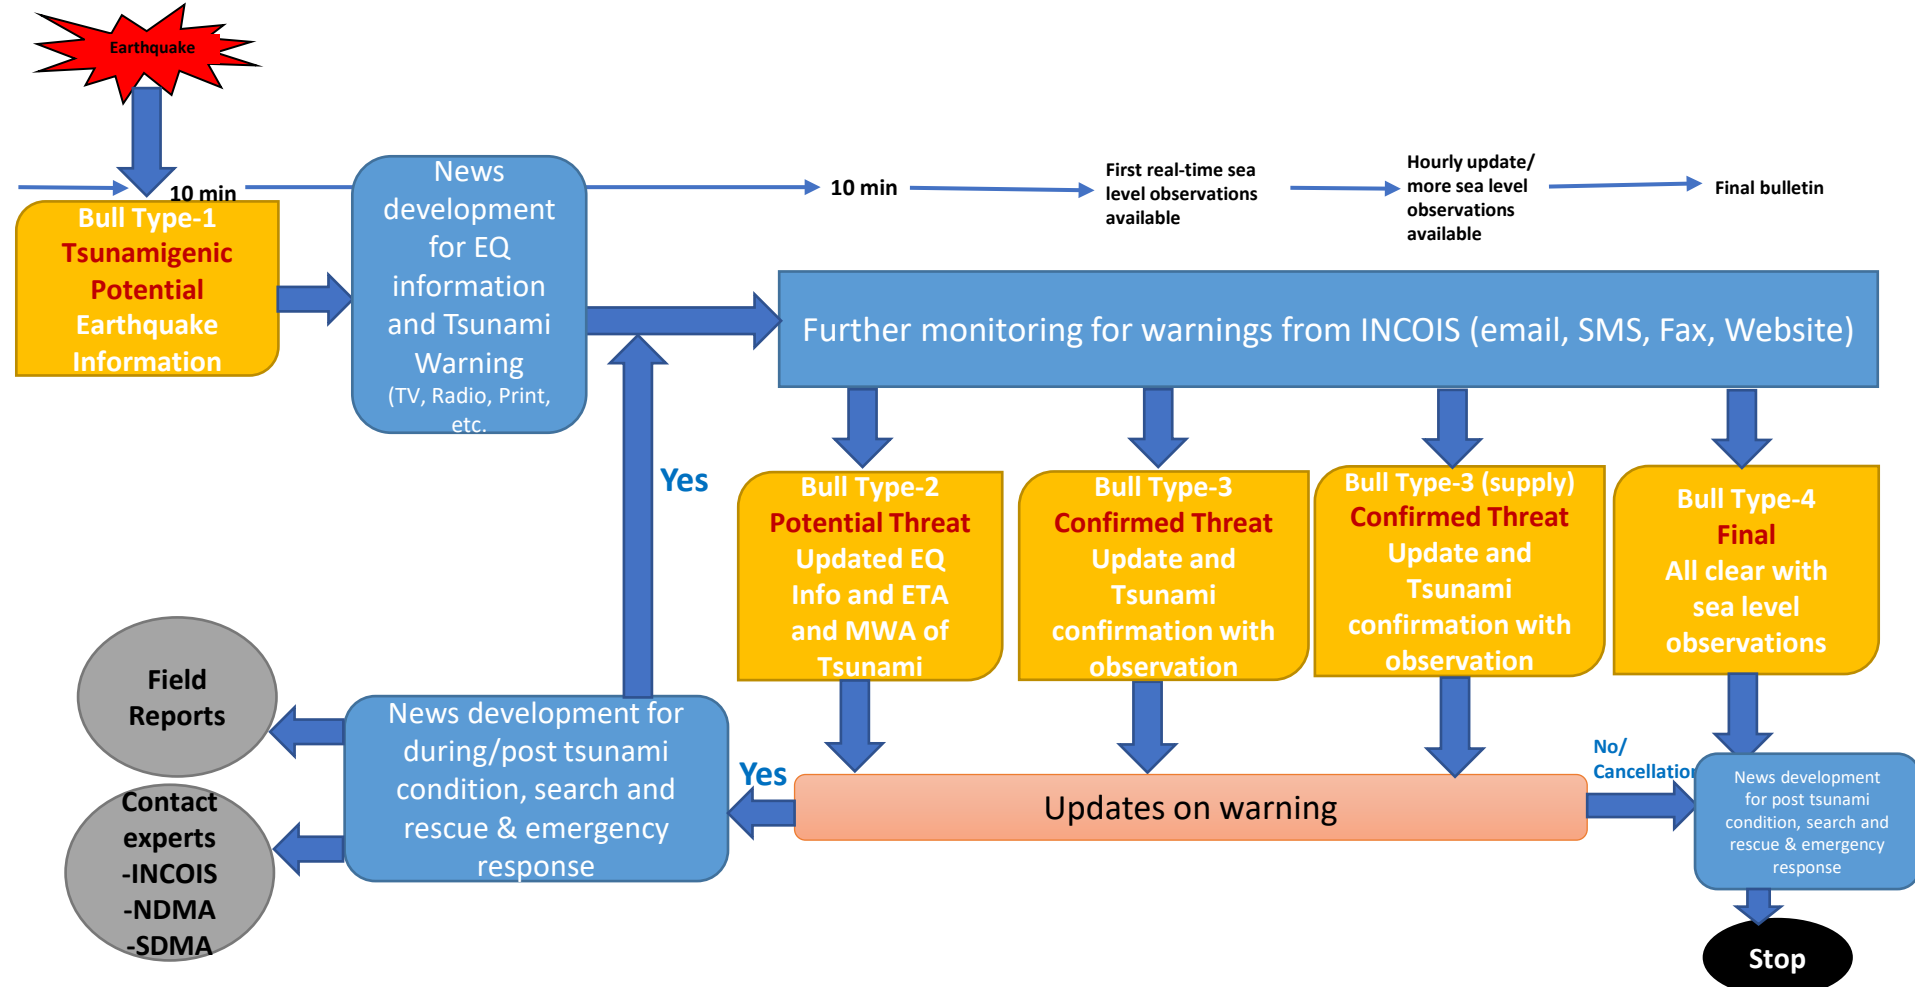 Earthquake
10 min
Bull Type-1
Tsunamigenic
Potential
Earthquake
Information
News
development
for EQ
information
and Tsunami
Warning
(TV, Radio, Print,
etc.
10 min
First real-time sea
level observations
available
Hourly update/
more sea level
observations
available
Final bulletin
Further monitoring for warnings from INCOIS (email, SMS, Fax, Website)
Yes
Bull Type-2
Potential Threat
Updated EQ
Info and ETA
and MWA of
Tsunami
Bull Type-3
Confirmed Threat
Update and
Tsunami
confirmation with
observation
Bull Type-3 (supply)
Confirmed Threat
Update and
Tsunami
confirmation with
observation
Bull Type-4
Final
All clear with
sea level
observations
Field
Reports
Contact
experts
-INCOIS
-NDMA
-SDMA
News development for
during/post tsunami
condition, search and
rescue & emergency
response
Yes
Updates on warning
No/
Cancellation
News development
for post tsunami
condition, search and
rescue & emergency
response
Stop